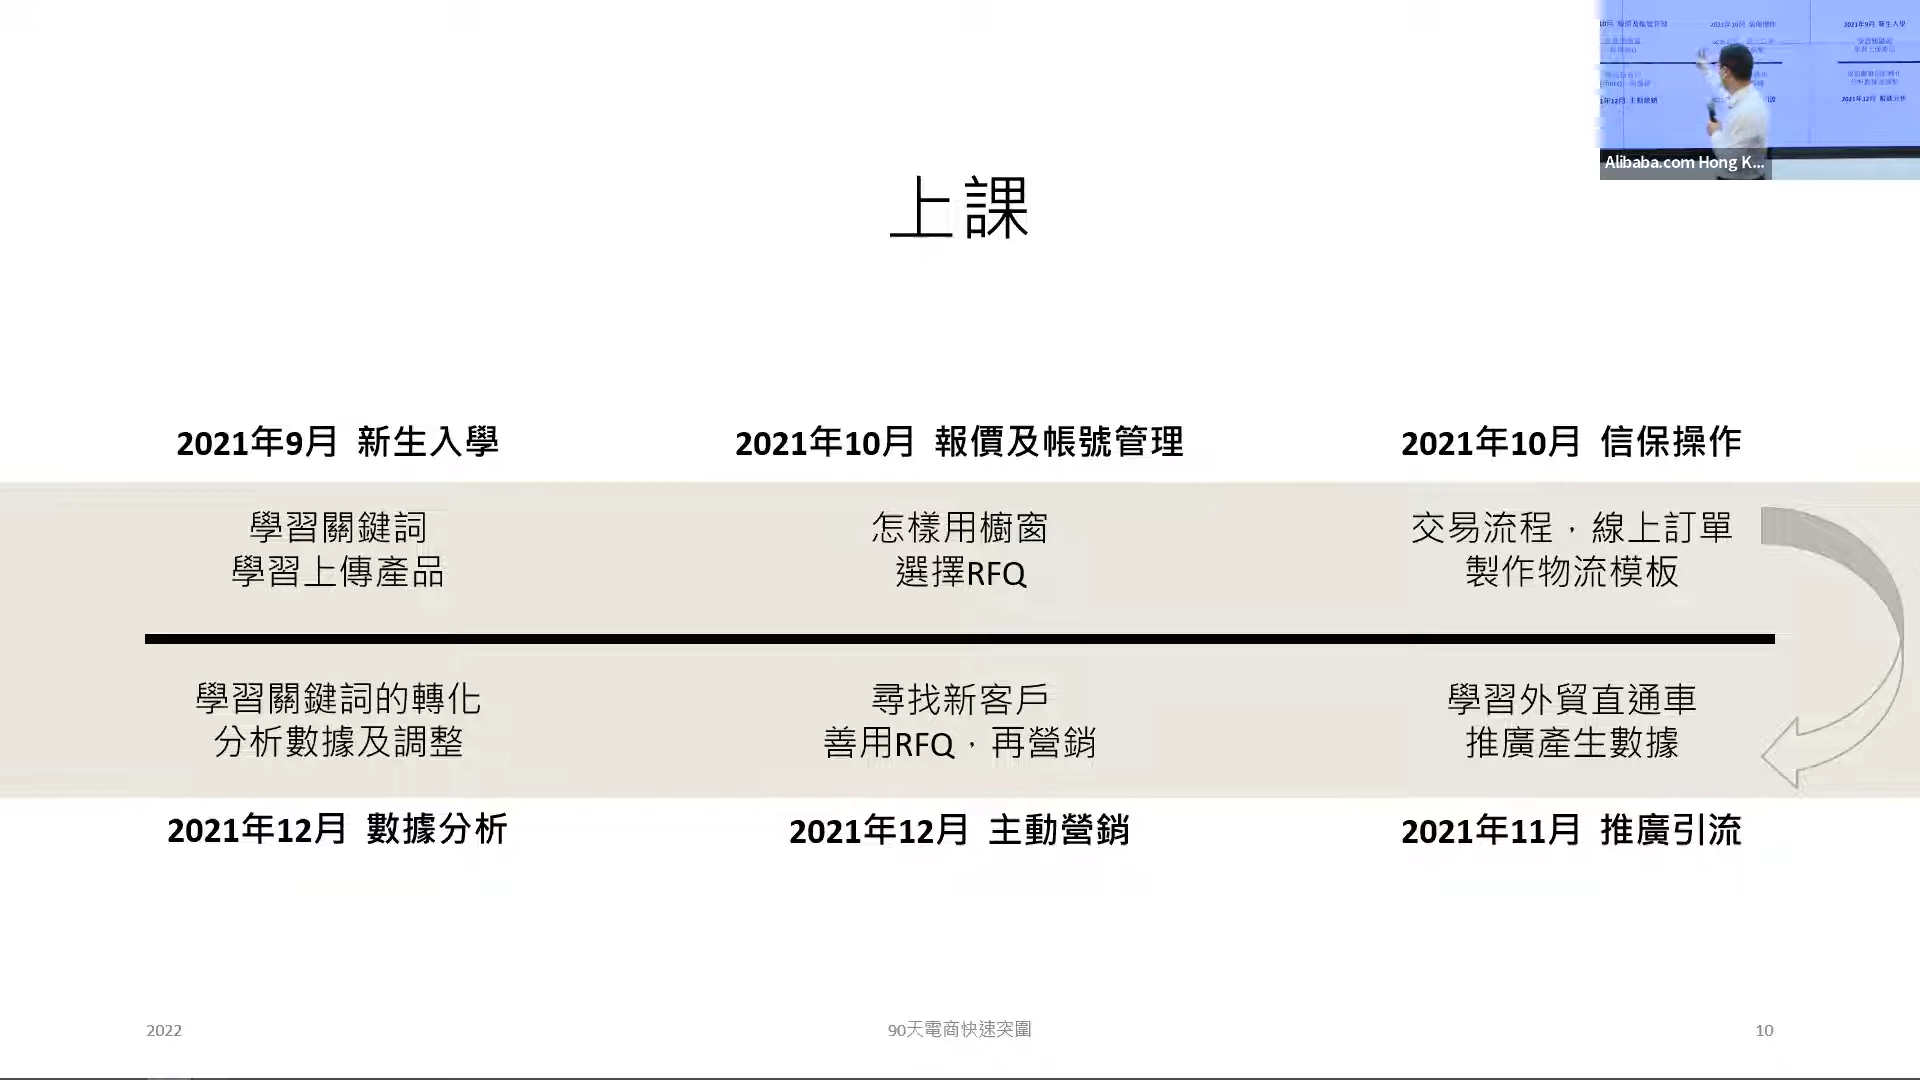 Alibaba.com Hong K...
上課
2021年9月 新生入學
2021年10月 報價及帳號管理
2021年10月 信保操作
學習關鍵詞
學習上傳產品
怎樣用櫥窗
選擇RFQ
交易流程，線上訂單
製作物流模板
學習關鍵詞的轉化
分析數據及調整
尋找新客戶
善用RFQ，再營銷
學習外貿直通車
推廣產生數據
2021年12月 數據分析
2021年12月 主動營銷
2021年11月 推廣引流
2022
90天電商快速突圍
10